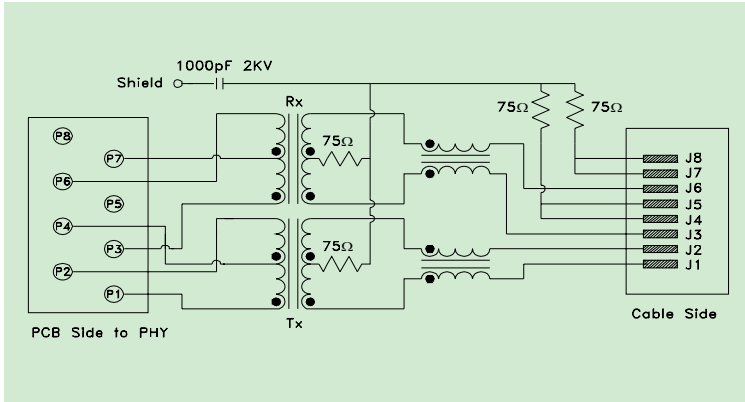 1000pF 2KV
Shield
Rx
75Ω
75Ω
75Ω
P8
P7
P6
P5
P4
P3
P2
P1
75Ω
J8
J7
J6
J5
J4
J3
J2
J1
Tx
PCB Side to PHY
Cable Side